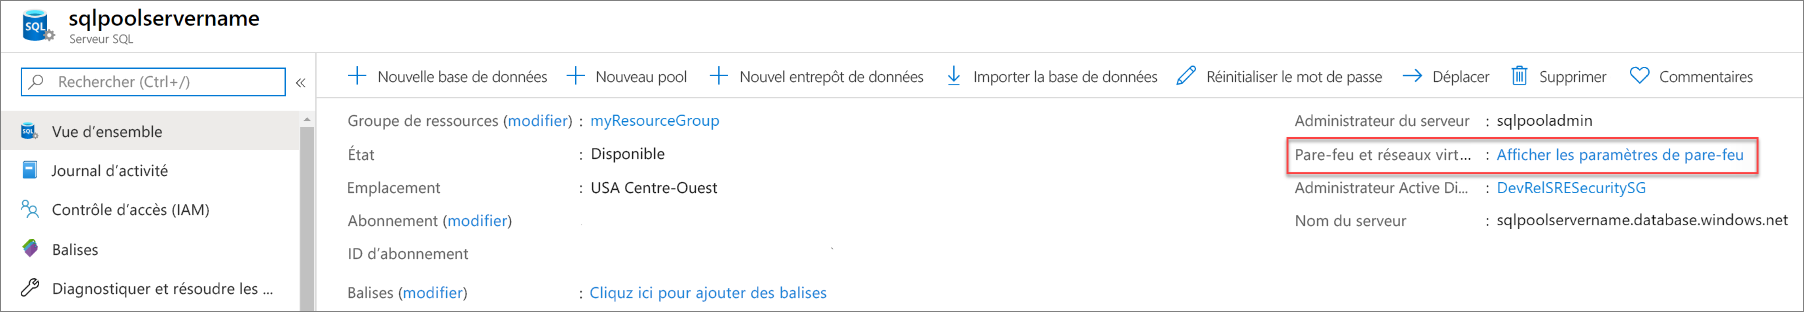 sqlpoolservername
Serveur SQL
Rechercher (Ctrl+/)
«
Nouvelle base de données
Nouveau pool
Nouvel entrepôt de données
Importer la base de données
Réinitialiser le mot de passe
Déplacer
Supprimer
Commentaires
Vue d'ensemble
Journal d'activité
Contrôle d'accès (IAM)
Balises
Diagnostiquer et résoudre les ...
Groupe de ressources (modifier) : myResourceGroup
État : Disponible
Emplacement : USA Centre-Ouest
Abonnement (modifier)
ID d'abonnement
Balises (modifier) : Cliquz ici pour ajouter des balises
Administrateur du serveur : sqlpooladmin
Pare-feu et réseaux virt... : Afficher les paramètres de pare-feu
Administrateur Active Di... : DevRelSRESecuritySG
Nom du serveur : sqlpoolservername.database.windows.net